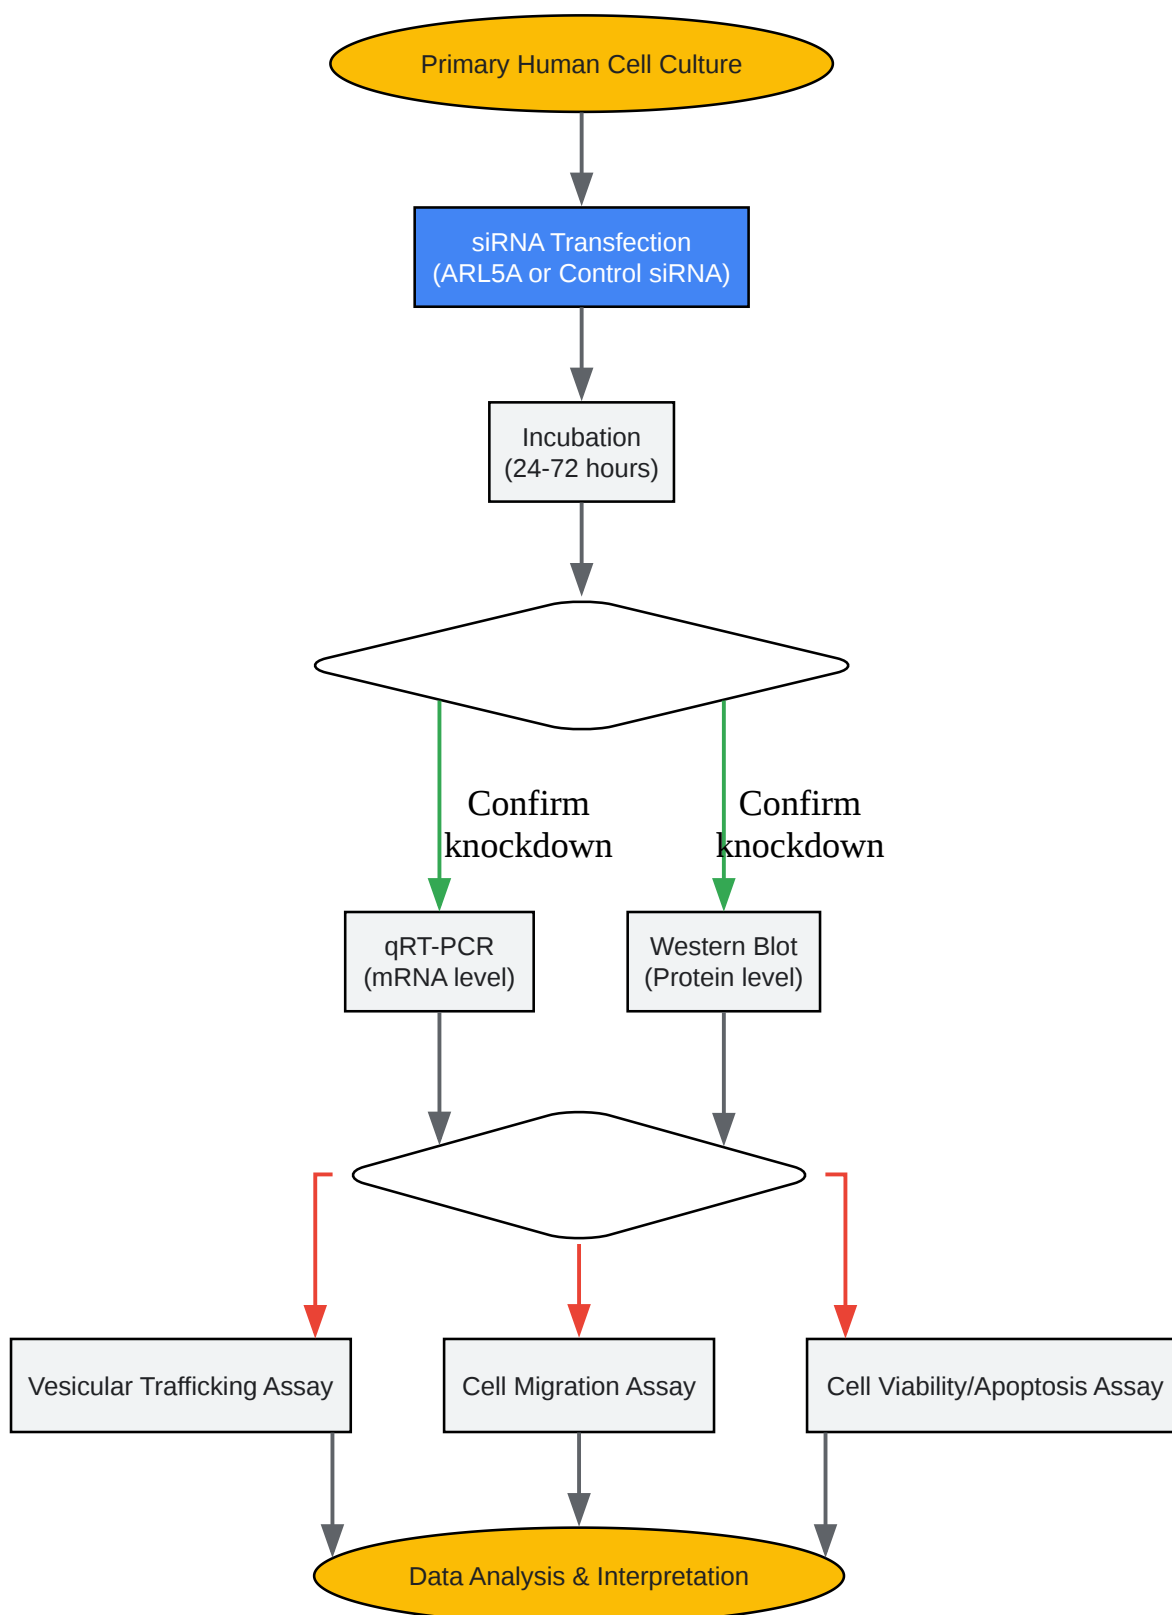 Primary Human Cell Culture
siRNA Transfection
(ARL5A or Control siRNA)
Incubation
(24-72 hours)
Confirm
knockdown
Confirm
knockdown
qRT-PCR
(mRNA level)
Western Blot
(Protein level)
Vesicular Trafficking Assay
Cell Migration Assay
Cell Viability/Apoptosis Assay
Data Analysis & Interpretation